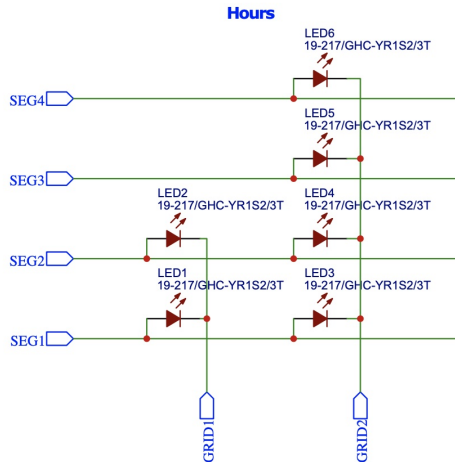 Hours
LED6
19-217/GHC-YR1S2/3T
SEG4
LED5
19-217/GHC-YR1S2/3T
SEG3
LED2
19-217/GHC-YR1S2/3T
LED4
19-217/GHC-YR1S2/3T
SEG2
LED1
19-217/GHC-YR1S2/3T
LED3
19-217/GHC-YR1S2/3T
SEG1
GRID1
GRID2